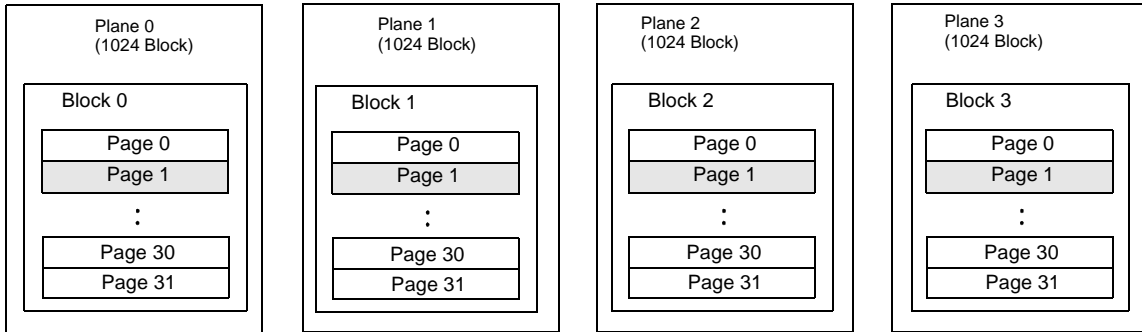 Plane 0
(1024 Block)
Block 0
Page 0
Page 1
:
Page 30
Page 31
Plane 1
(1024 Block)
Block 1
Page 0
Page 1
:
Page 30
Page 31
Plane 2
(1024 Block)
Block 2
Page 0
Page 1
:
Page 30
Page 31
Plane 3
(1024 Block)
Block 3
Page 0
Page 1
:
Page 30
Page 31